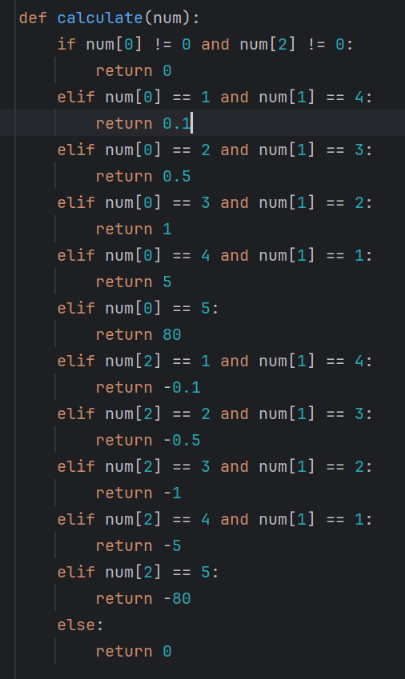 def calculate(num):
    if num[0] != 0 and num[2] != 0:
        return 0
    elif num[0] == 1 and num[1] == 4:
        return 0.1
    elif num[0] == 2 and num[1] == 3:
        return 0.5
    elif num[0] == 3 and num[1] == 2:
        return 1
    elif num[0] == 4 and num[1] == 1:
        return 5
    elif num[0] == 5:
        return 80
    elif num[2] == 1 and num[1] == 4:
        return -0.1
    elif num[2] == 2 and num[1] == 3:
        return -0.5
    elif num[2] == 3 and num[1] == 2:
        return -1
    elif num[2] == 4 and num[1] == 1:
        return -5
    elif num[2] == 5:
        return -80
    else:
        return 0